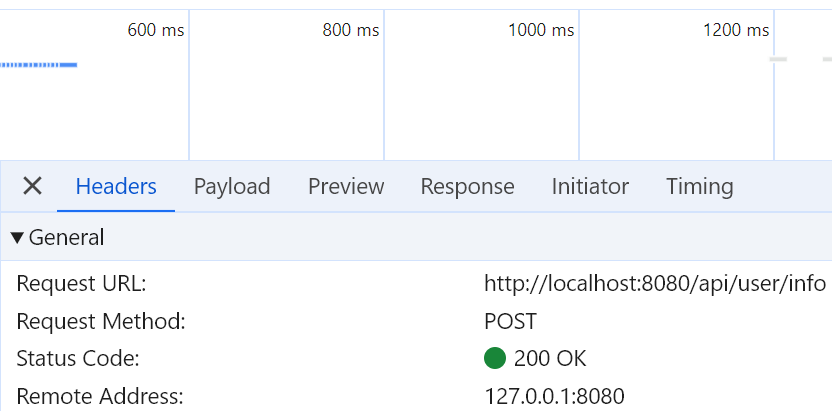 600 ms 800 ms 1000 ms 1200 ms
Headers Payload Preview Response Initiator Timing
General
Request URL: http://localhost:8080/api/user/info
Request Method: POST
Status Code: 200 OK
Remote Address: 127.0.0.1:8080